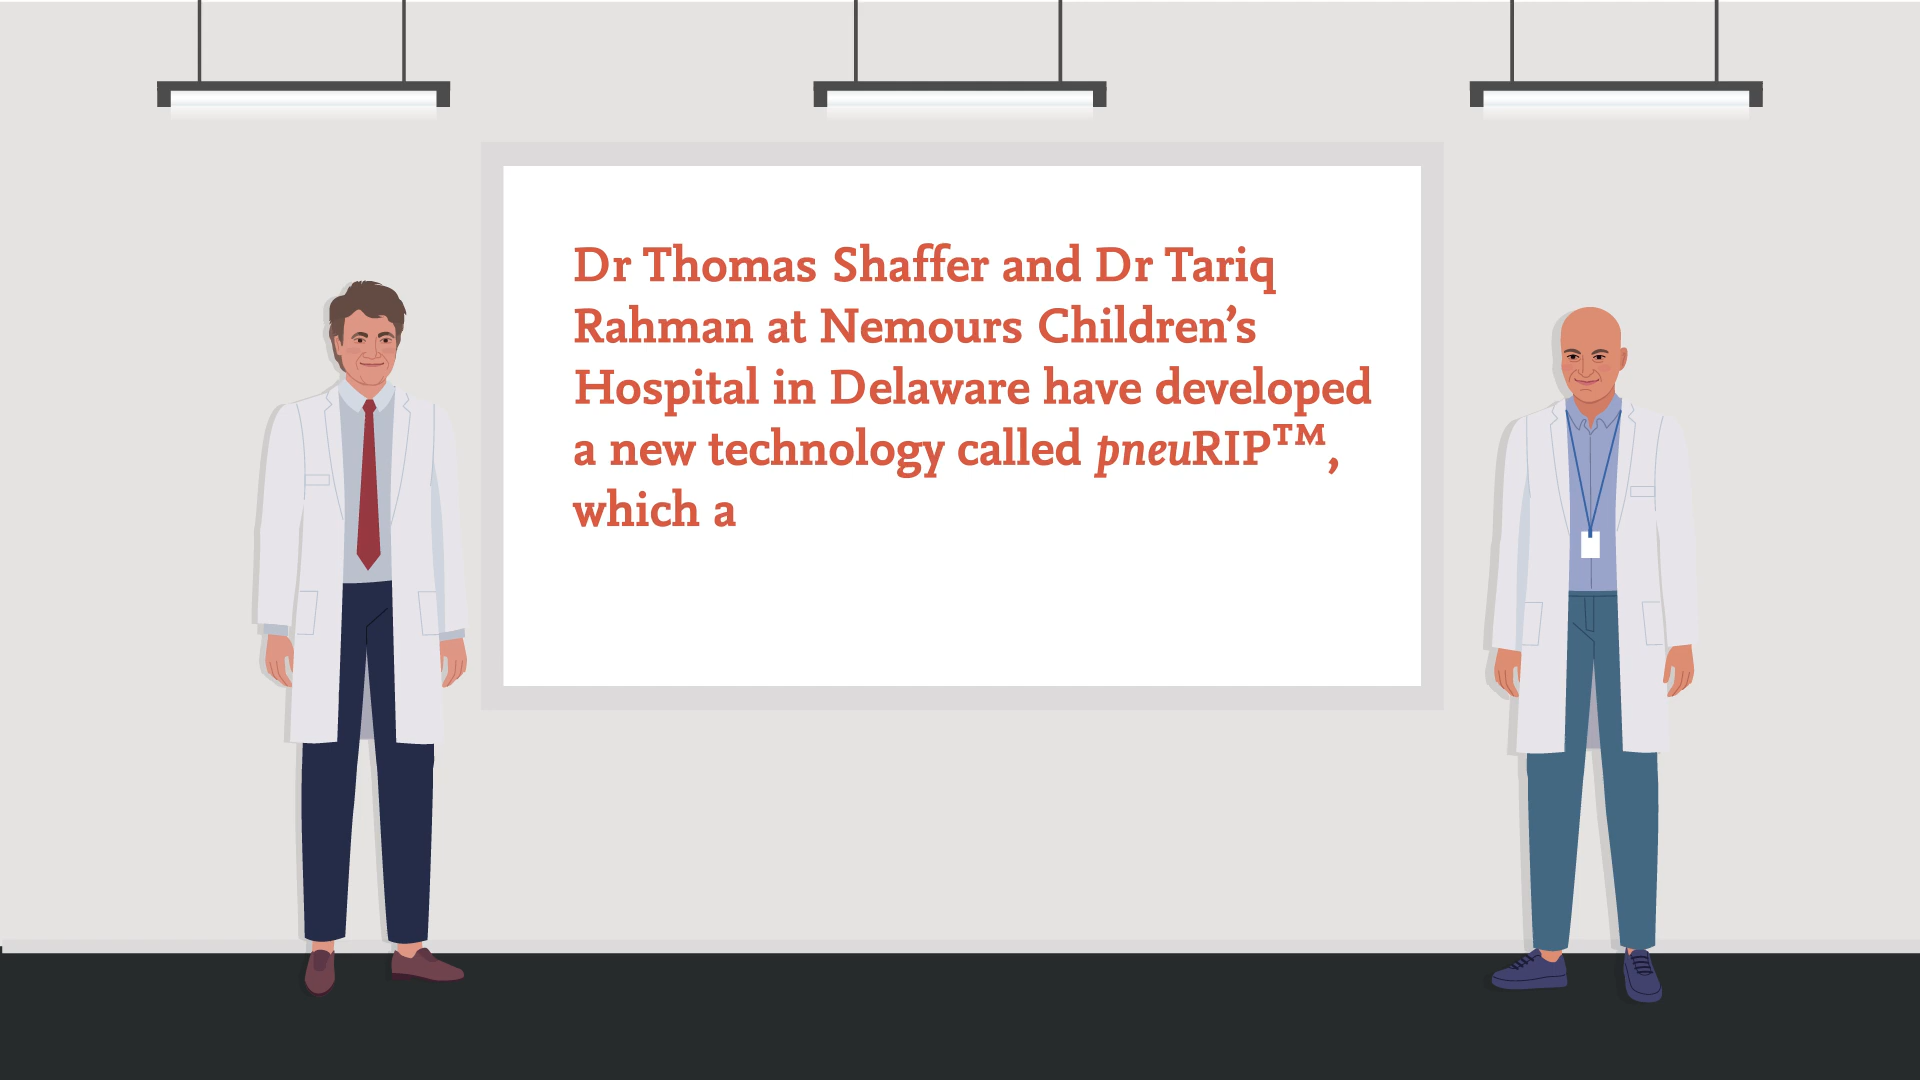 Dr Thomas Shaffer and Dr Tariq
Rahman at Nemours Children’s
Hospital in Delaware have developed
a new technology called pneuRIP™,
which a